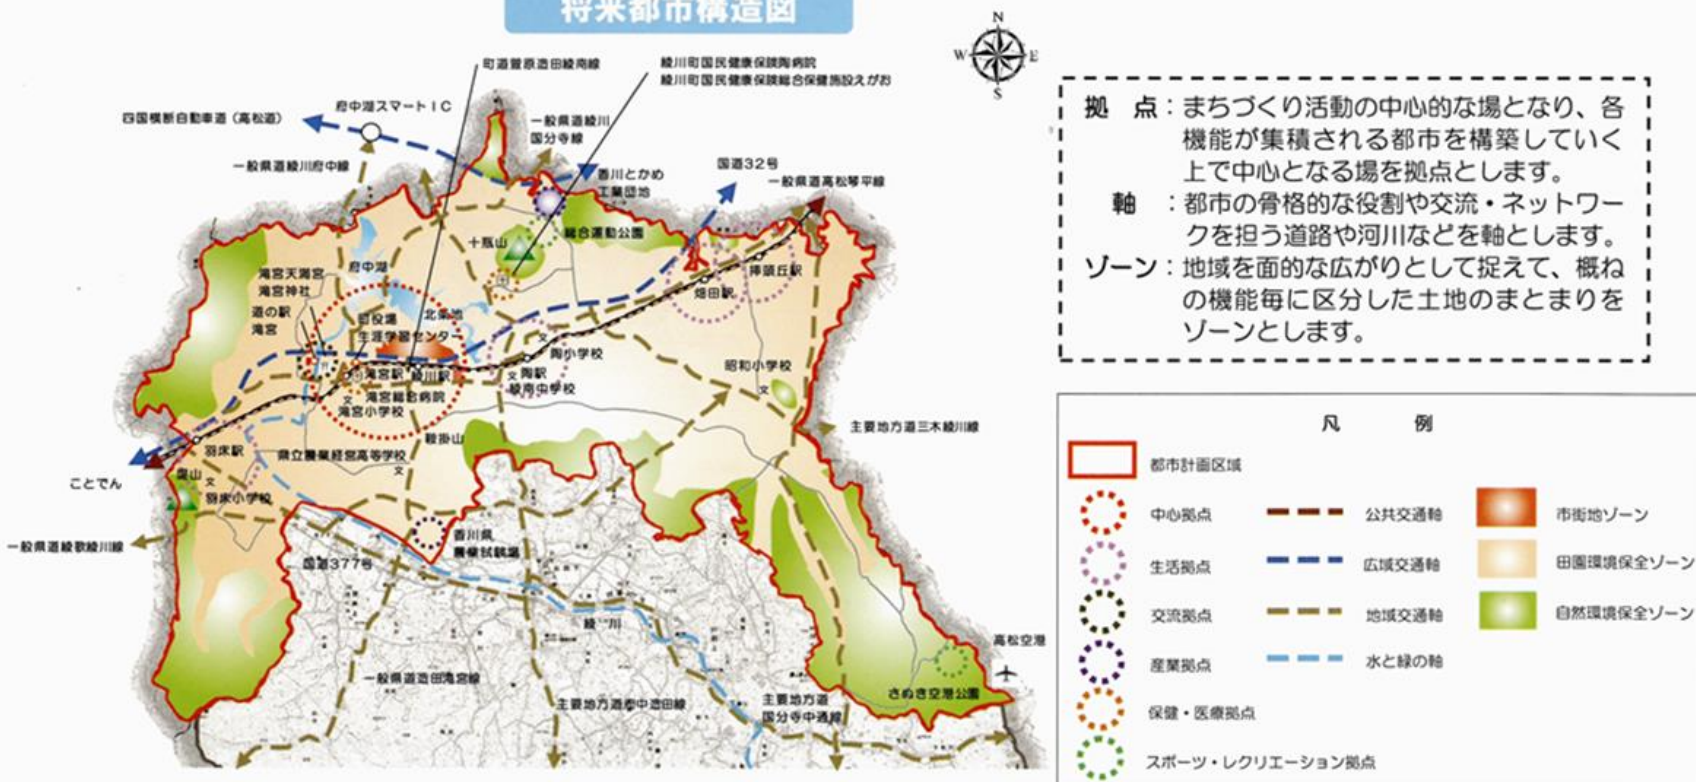 将来都市構造図
N
W
E
S
町道萱原造田綾南線
綾川町国民健康保険陶病院
綾川町国民健康保険総合保健施設えがお
府中湖スマートIC
四国横断自動車道（高松道）
一般県道綾川
国分寺線
一般県道綾川府中線
国道32号
香川とかめ
工業団地
一般県道高松琴平線
総合運動公園
十瓶山
挿頭丘駅
府中湖
滝宮天満宮
滝宮神社
畑田駅
道の駅
滝宮
町役場
北条池
生涯学習センター
陶小学校
昭和小学校
滝宮駅
綾川駅
陶駅
綾南中学校
滝宮総合病院
滝宮小学校
主要地方道三木綾川線
鞍掛山
羽床駅
県立農業経営高等学校
ことでん
堤山
羽床小学校
一般県道綾歌綾川線
香川県
農業試験場
国道377号
綾川
高松空港
一般県道造田滝宮線
さぬき空港公園
主要地方道府中造田線
主要地方道
国分寺中通線
拠　点：まちづくり活動の中心的な場となり、各
機能が集積される都市を構築していく
上で中心となる場を拠点とします。
軸　：都市の骨格的な役割や交流・ネットワー
クを担う道路や河川などを軸とします。
ゾーン：地域を面的な広がりとして捉えて、概ね
の機能毎に区分した土地のまとまりを
ゾーンとします。
凡　例
都市計画区域
中心拠点
公共交通軸
市街地ゾーン
生活拠点
広域交通軸
田園環境保全ゾーン
交流拠点
地域交通軸
自然環境保全ゾーン
産業拠点
水と緑の軸
保健・医療拠点
スポーツ・レクリエーション拠点